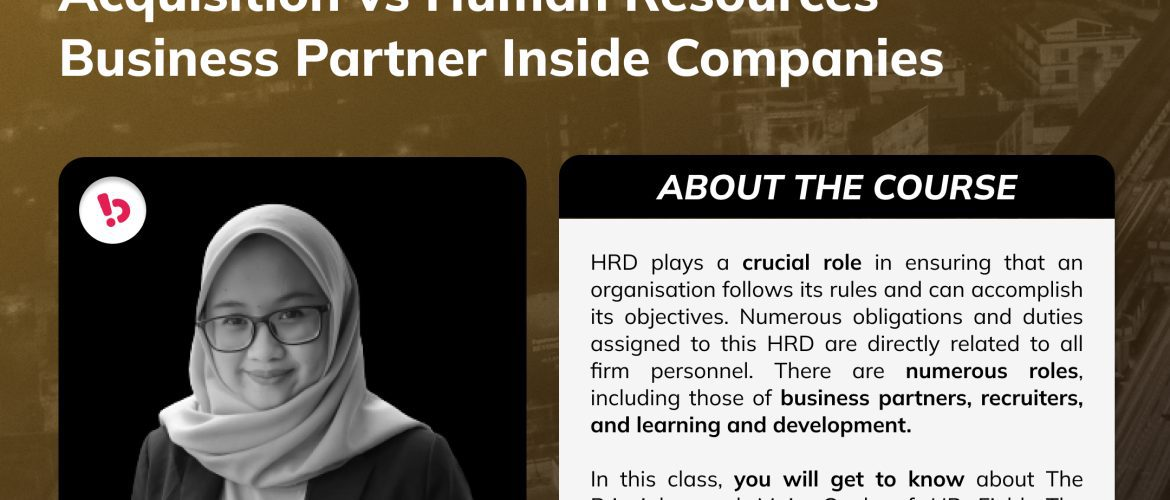 Acquisition vs Human Resources
Business Partner Inside Companies
ABOUT THE COURSE
HRD plays a crucial role in ensuring that an
organisation follows its rules and can accomplish
its objectives. Numerous obligations and duties
assigned to this HRD are directly related to all
firm personnel. There are numerous roles,
including those of business partners, recruiters,
and learning and development.
In this class, you will get to know about The